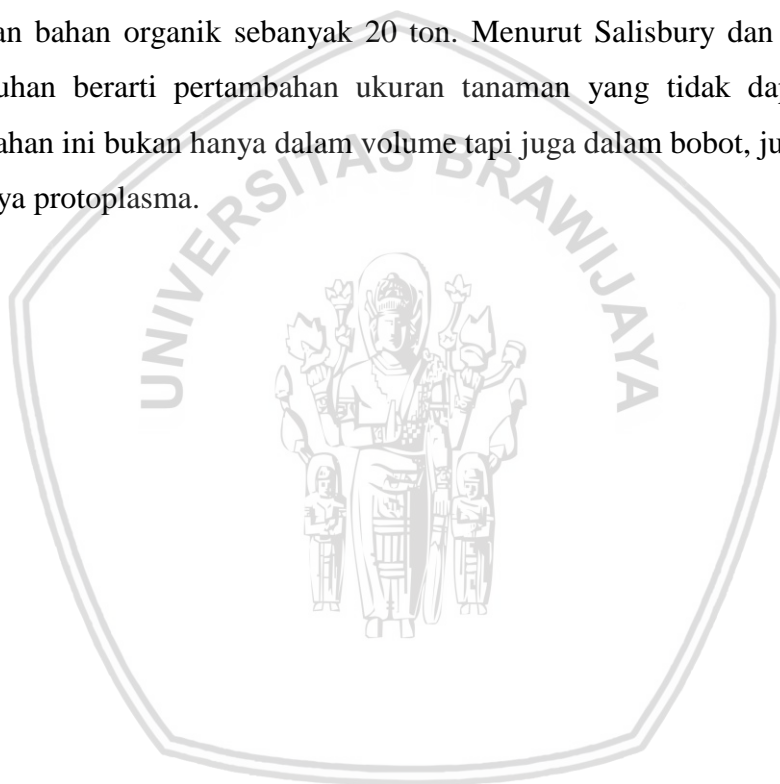 an bahan organik sebanyak 20 ton. Menurut Salisbury dan
uhan berarti pertambahan ukuran tanaman yang tidak da
ahan ini bukan hanya dalam volume tapi juga dalam bobot, ju
ya protoplasma.
UNIVERSITAS BRAWIJAYA